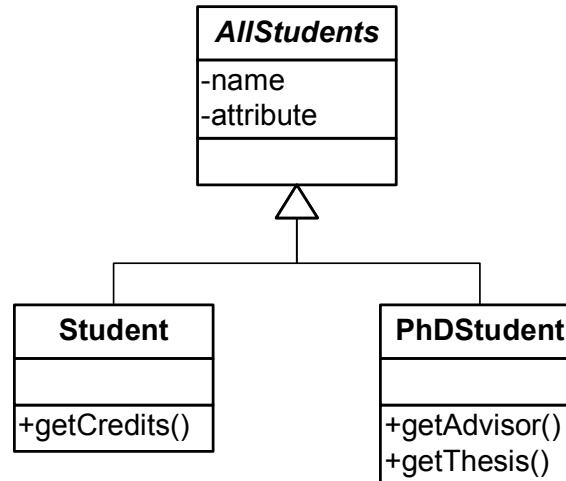 AllStudents
-name
-attribute
Student
+getCredits()
PhDStudent
+getAdvisor()
+getThesis()